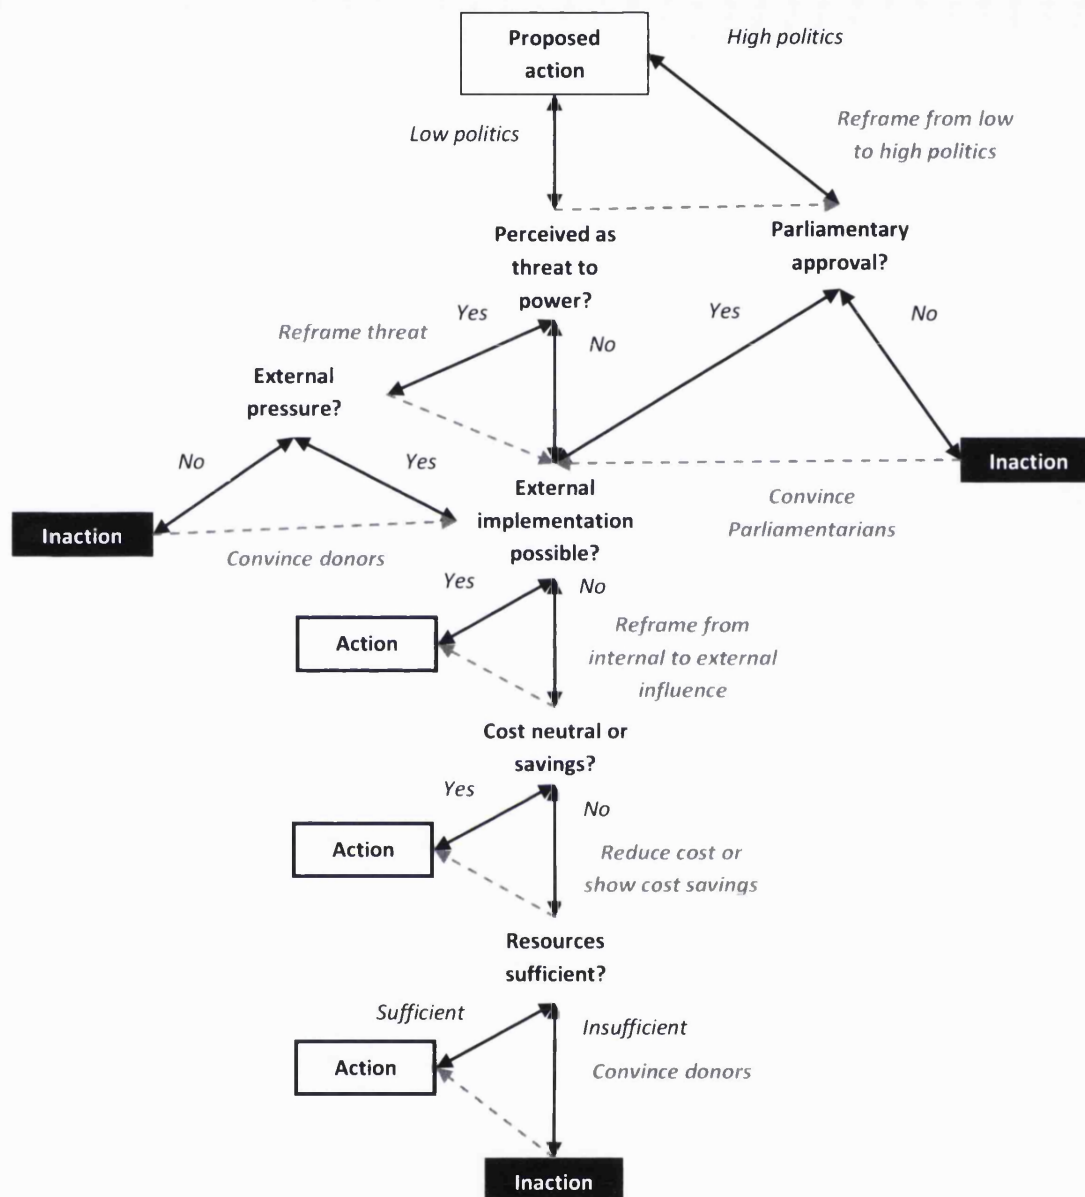 Proposed
action
High politics
Low politics
Reframe from low
to high politics
Perceived as
threat to
power?
Parliamentary
approval?
Reframe threat
Yes
No
Yes
No
External
pressure?
No
Yes
External
implementation
possible?
Inaction
Convince
Parliamentarians
Inaction
Convince donors
Yes
No
Action
Reframe from
internal to external
influence
Cost neutral or
savings?
Yes
No
Action
Reduce cost or
show cost savings
Resources
sufficient?
Sufficient
Insufficient
Action
Convince donors
Inaction